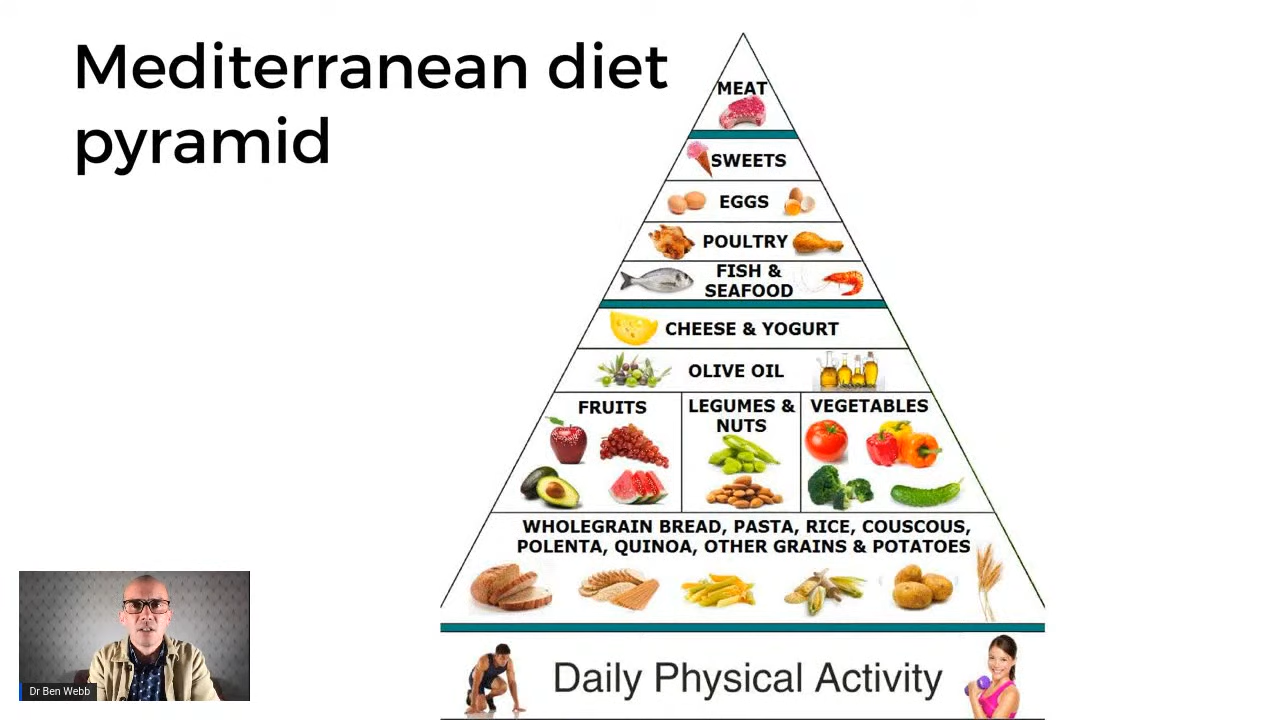 Mediterranean diet
pyramid
MEAT
SWEETS
EGGS
POULTRY
FISH &
SEAFOOD
CHEESE & YOGURT
OLIVE OIL
FRUITS
LEGUMES &
NUTS
VEGETABLES
WHOLEGRAIN BREAD, PASTA, RICE, COUSCOUS,
POLENTA, QUINOA, OTHER GRAINS & POTATOES
Daily Physical Activity
Dr Ben Webb